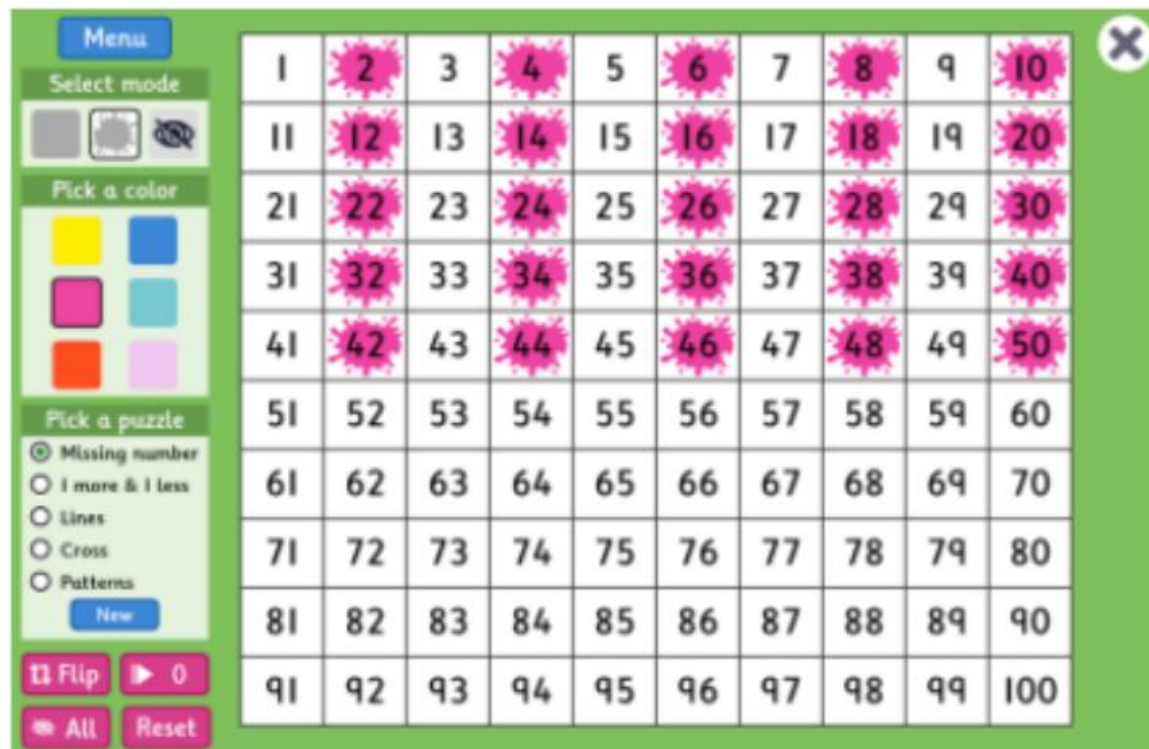 Menu
Select mode
Pick a color
Pick a puzzle
Missing number
1 more & 1 less
Lines
Cross
Patterns
New
Flip
0
All
Reset
1 2 3 4 5 6 7 8 9 10
11 12 13 14 15 16 17 18 19 20
21 22 23 24 25 26 27 28 29 30
31 32 33 34 35 36 37 38 39 40
41 42 43 44 45 46 47 48 49 50
51 52 53 54 55 56 57 58 59 60
61 62 63 64 65 66 67 68 69 70
71 72 73 74 75 76 77 78 79 80
81 82 83 84 85 86 87 88 89 90
91 92 93 94 95 96 97 98 99 100